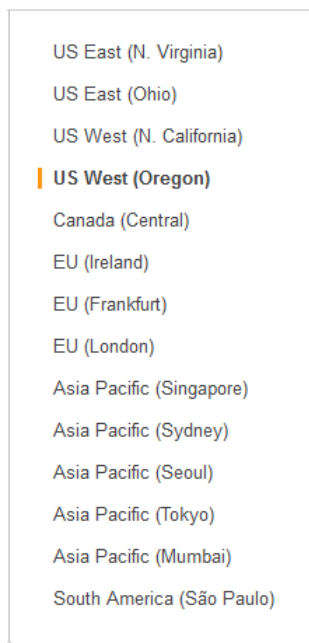 US East (N. Virginia)
US East (Ohio)
US West (N. California)
US West (Oregon)
Canada (Central)
EU (Ireland)
EU (Frankfurt)
EU (London)
Asia Pacific (Singapore)
Asia Pacific (Sydney)
Asia Pacific (Seoul)
Asia Pacific (Tokyo)
Asia Pacific (Mumbai)
South America (São Paulo)